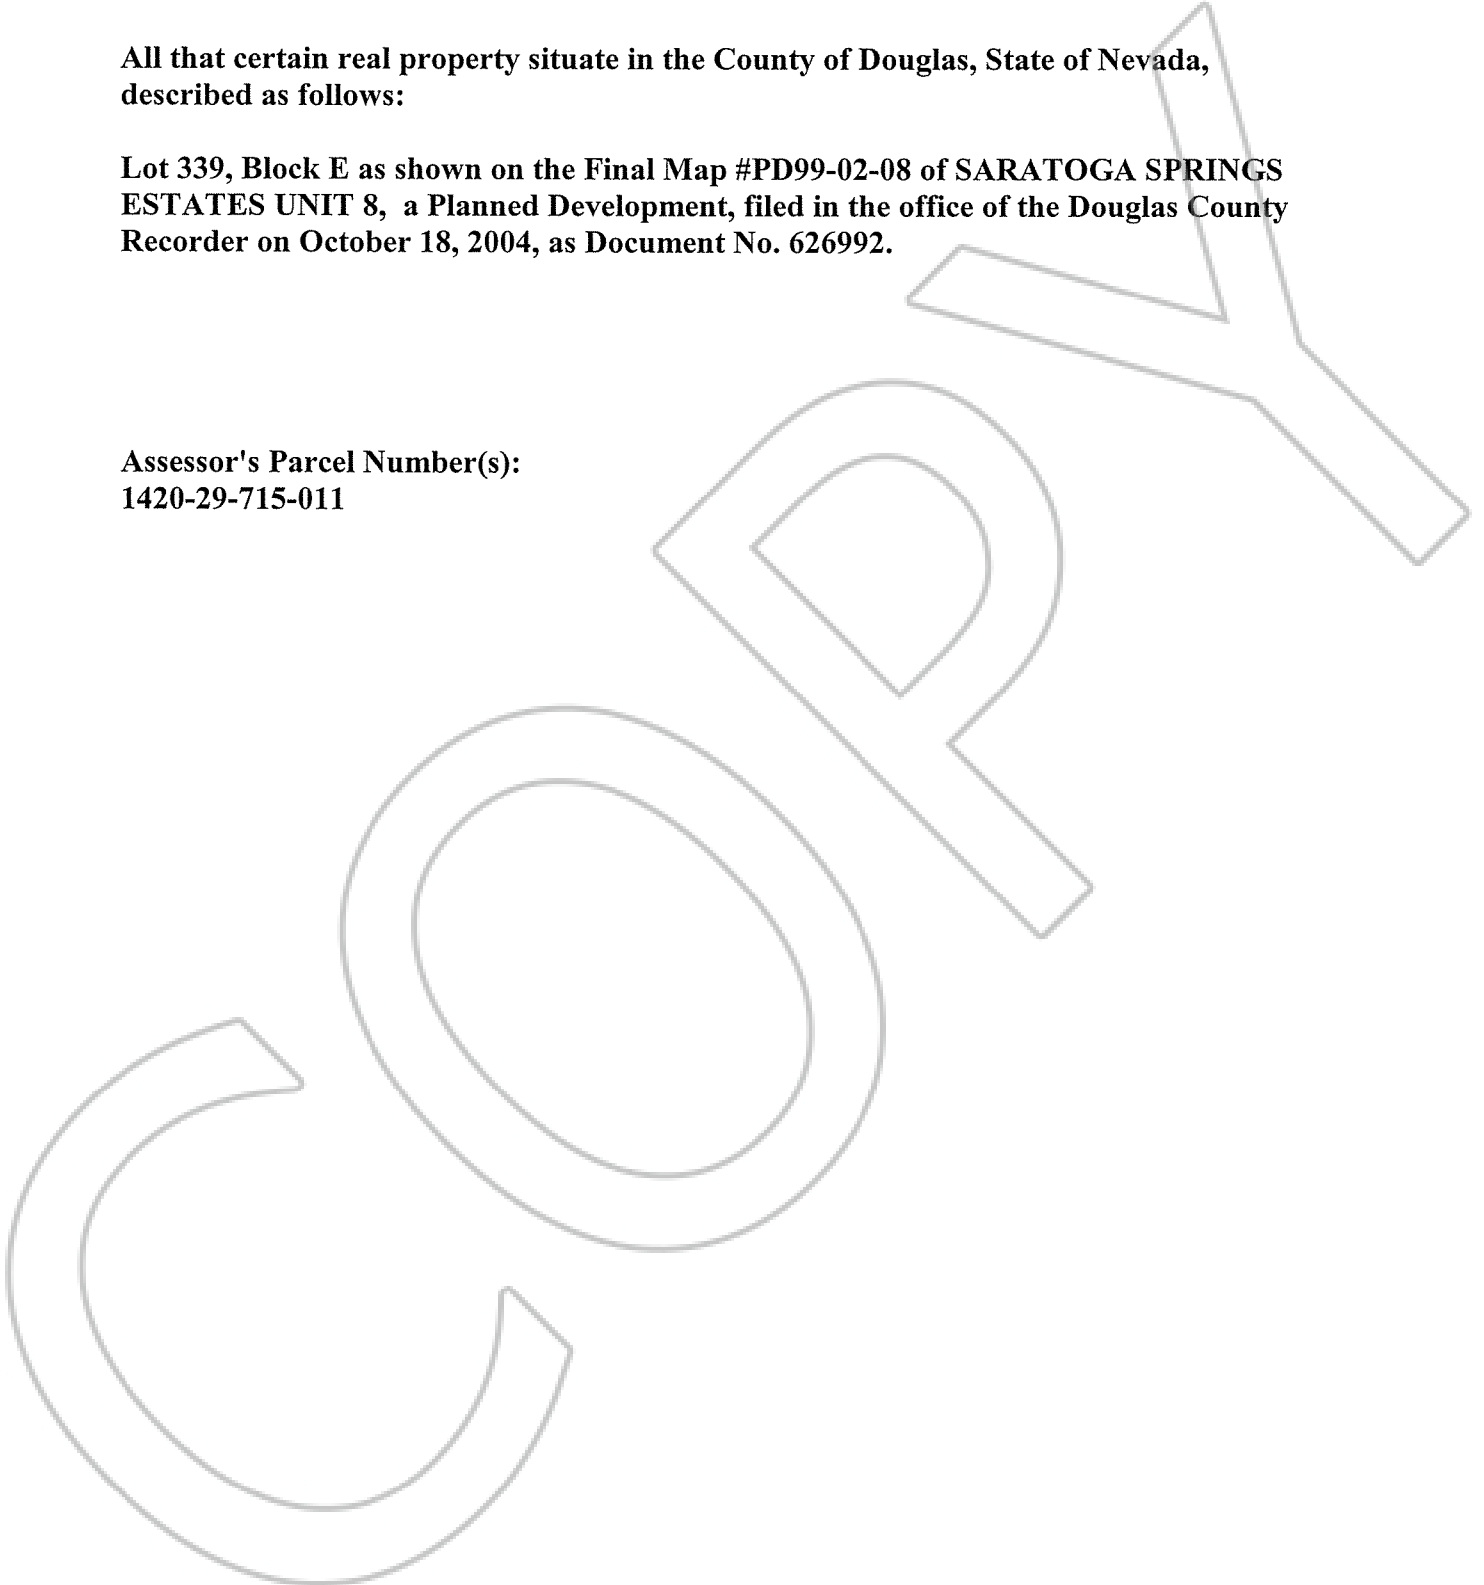 All that certain real property situate in the County of Douglas, State of Nevada,
described as follows:
Lot 339, Block E as shown on the Final Map #PD99-02-08 of SARATOGA SPRINGS
ESTATES UNIT 8,  a Planned Development, filed in the office of the Douglas County
Recorder on October 18, 2004, as Document No. 626992.
Assessor's Parcel Number(s):
1420-29-715-011
COPY